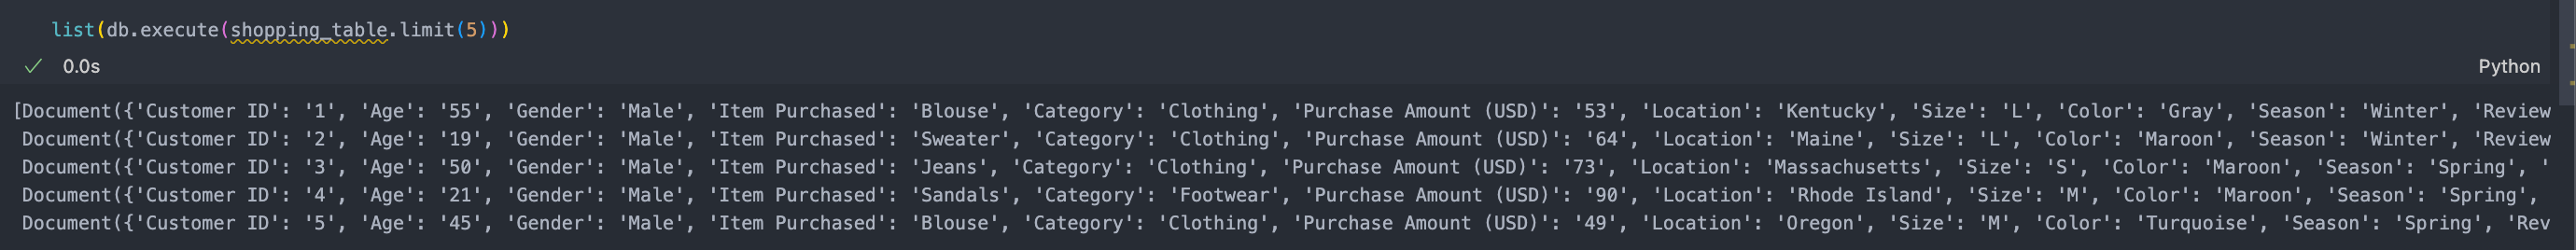 list(db.execute(shopping_table.limit(5)))
0.0s
Python
[Document({'Customer ID': '1', 'Age': '55', 'Gender': 'Male', 'Item Purchased': 'Blouse', 'Category': 'Clothing', 'Purchase Amount (USD)': '53', 'Location': 'Kentucky', 'Size': 'L', 'Color': 'Gray', 'Season': 'Winter', 'Review
Document({'Customer ID': '2', 'Age': '19', 'Gender': 'Male', 'Item Purchased': 'Sweater', 'Category': 'Clothing', 'Purchase Amount (USD)': '64', 'Location': 'Maine', 'Size': 'L', 'Color': 'Maroon', 'Season': 'Winter', 'Review
Document({'Customer ID': '3', 'Age': '50', 'Gender': 'Male', 'Item Purchased': 'Jeans', 'Category': 'Clothing', 'Purchase Amount (USD)': '73', 'Location': 'Massachusetts', 'Size': 'S', 'Color': 'Maroon', 'Season': 'Spring', '
Document({'Customer ID': '4', 'Age': '21', 'Gender': 'Male', 'Item Purchased': 'Sandals', 'Category': 'Footwear', 'Purchase Amount (USD)': '90', 'Location': 'Rhode Island', 'Size': 'M', 'Color': 'Maroon', 'Season': 'Spring',
Document({'Customer ID': '5', 'Age': '45', 'Gender': 'Male', 'Item Purchased': 'Blouse', 'Category': 'Clothing', 'Purchase Amount (USD)': '49', 'Location': 'Oregon', 'Size': 'M', 'Color': 'Turquoise', 'Season': 'Spring', 'Rev